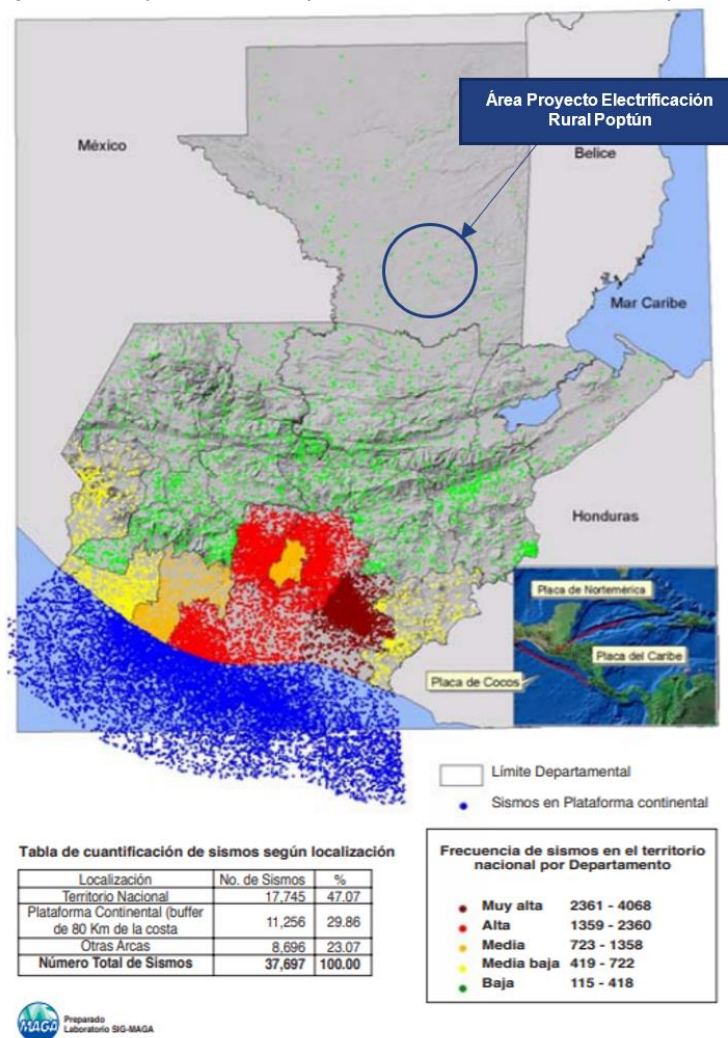 Área Proyecto Electrificación
Rural Poptún
México
Belice
Mar Caribe
Honduras
Placa de Nortemérica
Placa del Caribe
Placa de Cocos
Límite Departamental
Sismos en Plataforma continental
Tabla de cuantificación de sismos según localización
Localización No. de Sismos %
Territorio Nacional 17,745 47.07
Plataforma Continental (buffer
de 80 Km de la costa 11,256 29.86
Otras Arcas 8,696 23.07
Número Total de Sismos 37,697 100.00
Frecuencia de sismos en el territorio
nacional por Departamento
Muy alta 2361 - 4068
Alta 1359 - 2360
Media 723 - 1358
Media baja 419 - 722
Baja 115 - 418
MAGA
Preparado
Laboratorio SIG-MAGA